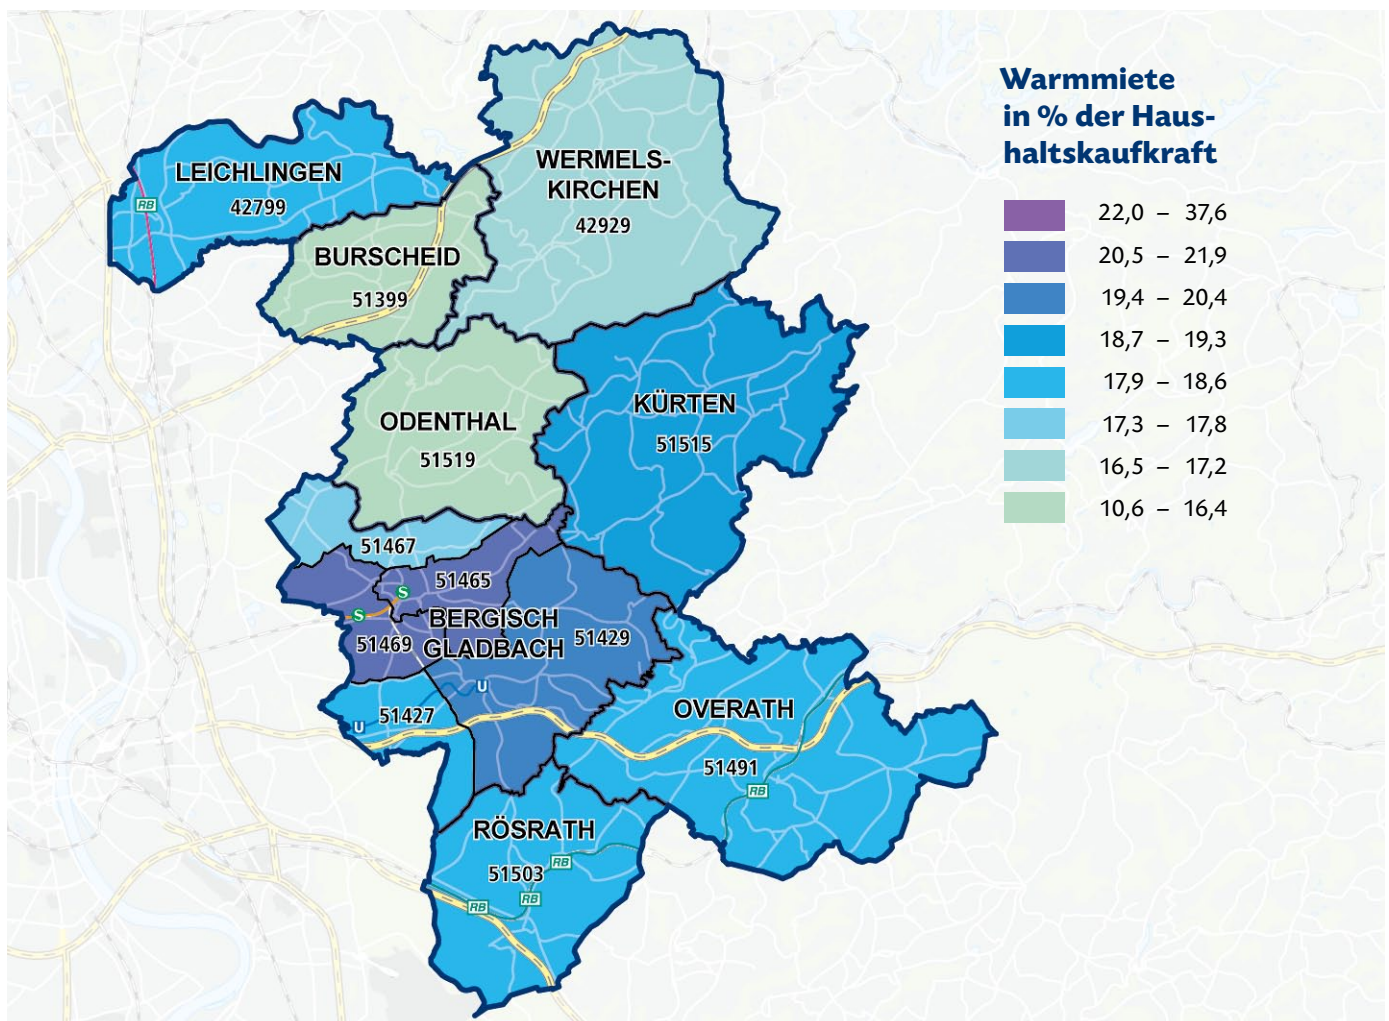 Warmmiete
in % der Haus-
haltskaufkraft
22,0 – 37,6
20,5 – 21,9
19,4 – 20,4
18,7 – 19,3
17,9 – 18,6
17,3 – 17,8
16,5 – 17,2
10,6 – 16,4
WERMELS-
KIRCHEN
42929
LEICHLINGEN
42799
RB
BURSCHEID
51399
KÜRTEN
51515
ODENTHAL
51519
51467
51465
S
S
BERGISCH
GLADBACH
51469
51429
U
51427
U
OVERATH
51491
RB
RÖSRATH
51503
RB
RB
RB